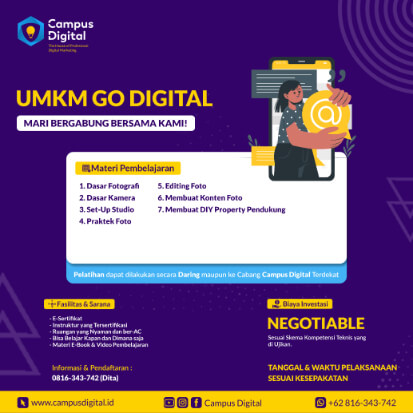 Campus
Digital
The House of Profesional
Digital Marketing
UMKM GO DIGITAL
MARI BERGABUNG BERSAMA KAMI!
Materi Pembelajaran
1. Dasar Fotografi
2. Dasar Kamera
3. Set-Up Studio
4. Praktek Foto
5. Editing Foto
6. Membuat Konten Foto
7. Membuat DIY Property Pendukung
Pelatihan dapat dilakukan secara Daring maupun ke Cabang Campus Digital Terdekat
Fasilitas & Sarana
- E-Sertifikat
- Instruktur yang Tersertifikasi
- Ruangan yang Nyaman dan ber-AC
- Bisa Belajar Kapan dan Dimana saja
- Materi E-Book & Video Pembelajaran
Informasi & Pendaftaran :
0816-343-742 (Dita)
Biaya Investasi
NEGOTIABLE
Sesuai Skema Kompetensi Teknis yang
di Ujikan.
TANGGAL & WAKTU PELAKSANAAN
SESUAI KESEPAKATAN
www.campusdigital.id
Campus Digital
+62 816-343-742